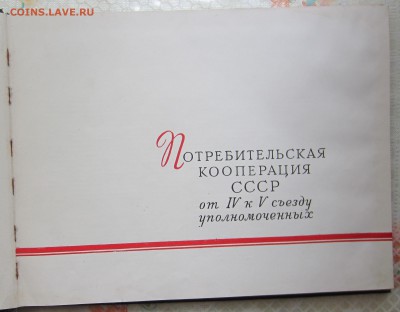 COINS.LAVE.RU
ПОТРЕБИТЕЛЬСКАЯ
КООПЕРАЦИЯ
СССР
от IV к V съезду
уполномоченных